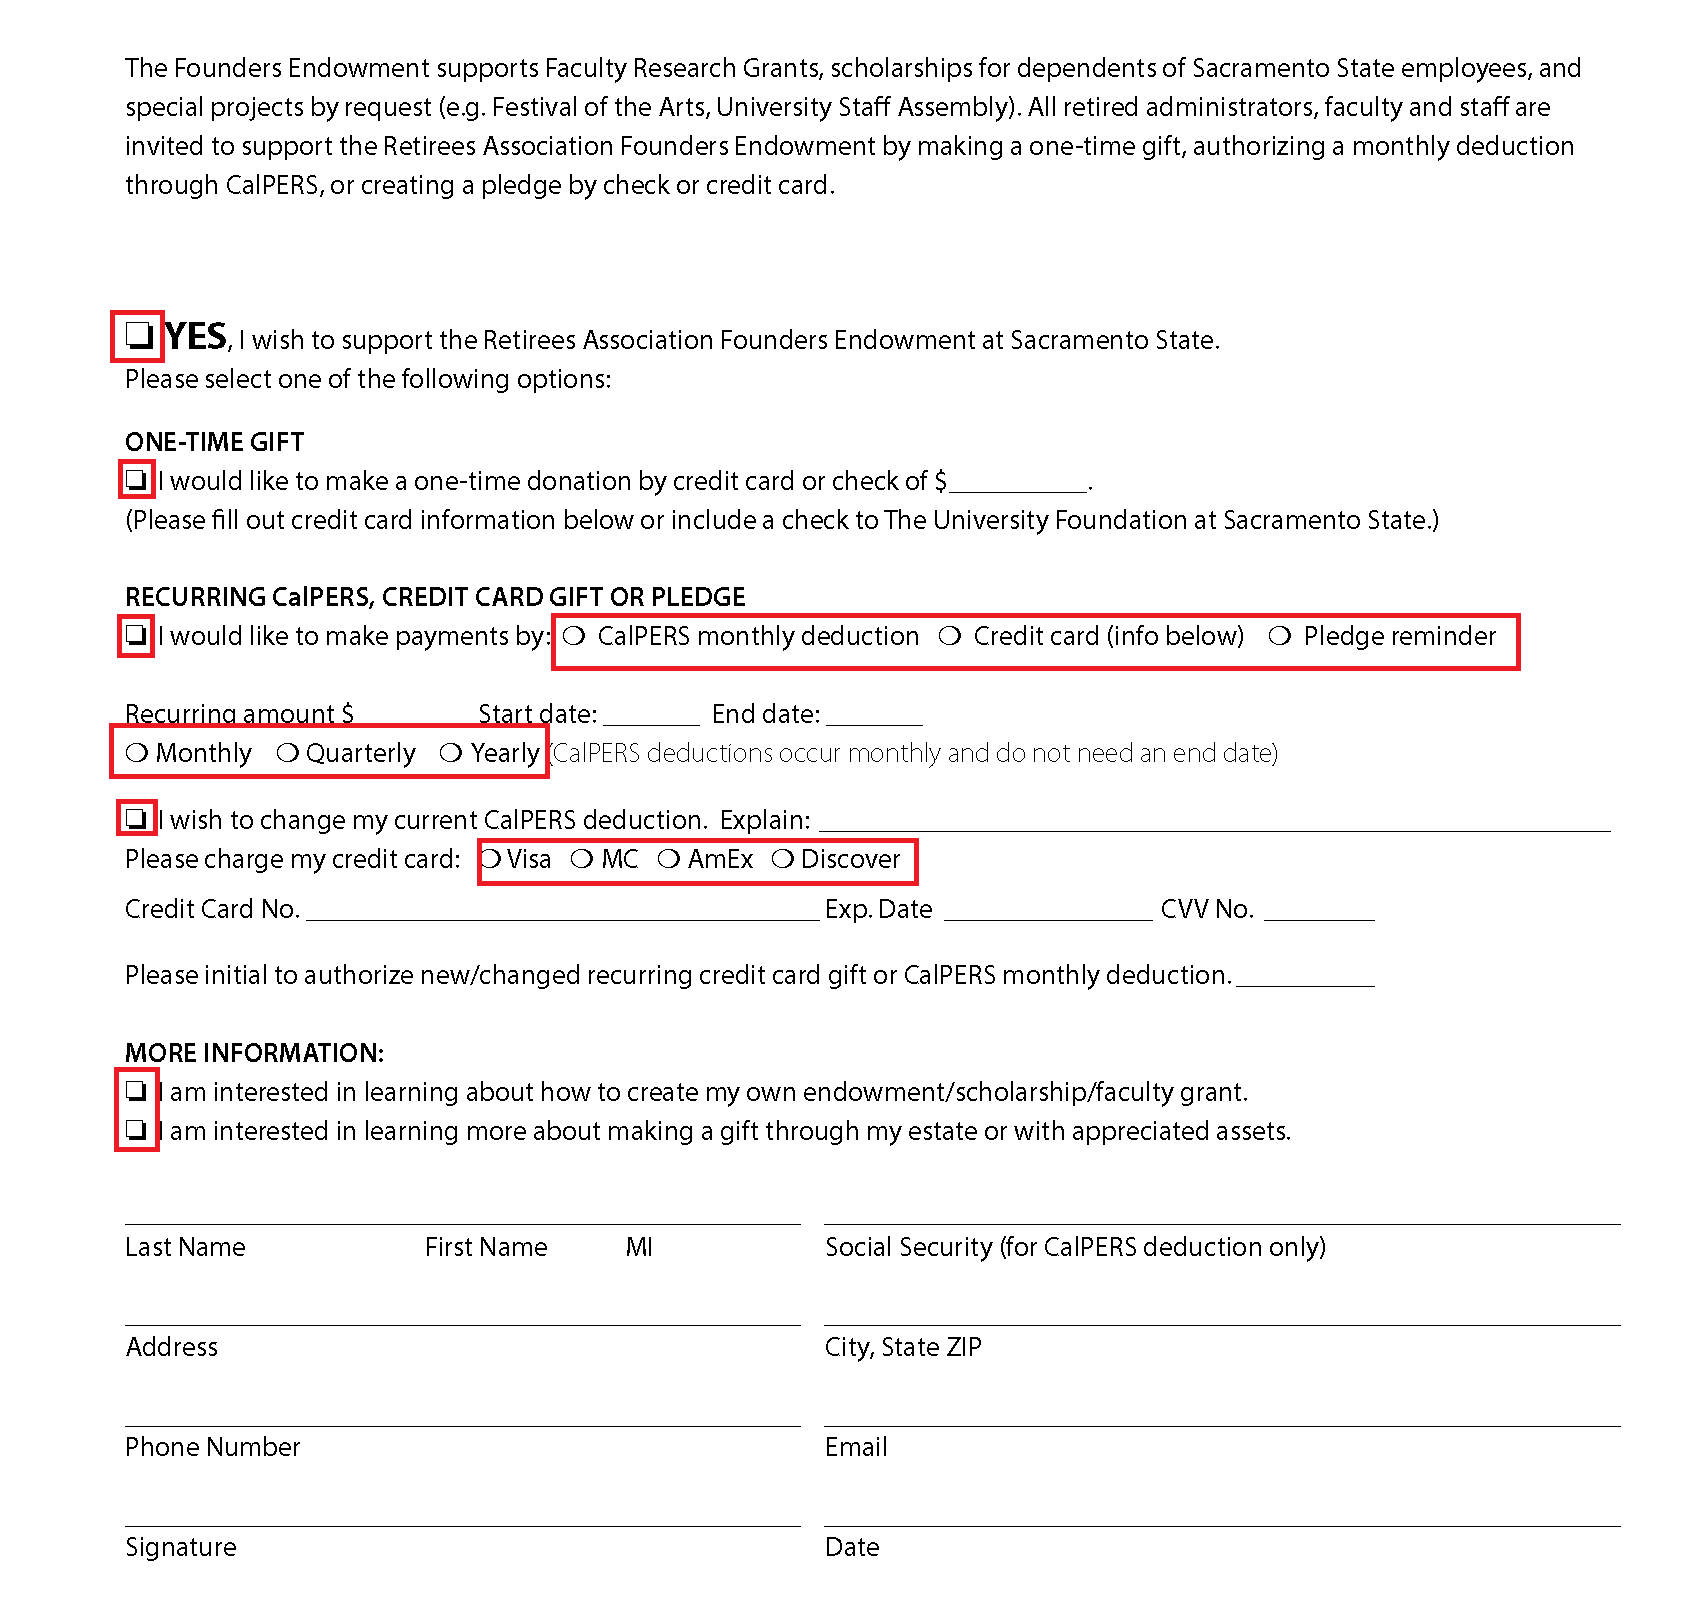 The Founders Endowment supports Faculty Research Grants, scholarships for dependents of Sacramento State employees, and
special projects by request (e.g. Festival of the Arts, University Staff Assembly). All retired administrators, faculty and staff are
invited to support the Retirees Association Founders Endowment by making a one-time gift, authorizing a monthly deduction
through CalPERS, or creating a pledge by check or credit card.
❏ YES, I wish to support the Retirees Association Founders Endowment at Sacramento State.
Please select one of the following options:
ONE-TIME GIFT
❏ I would like to make a one-time donation by credit card or check of $__________.
(Please fill out credit card information below or include a check to The University Foundation at Sacramento State.)
RECURRING CalPERS, CREDIT CARD GIFT OR PLEDGE
❏ I would like to make payments by: ❍ CalPERS monthly deduction ❍ Credit card (info below) ❍ Pledge reminder
Recurring amount $ ________ Start date: _______ End date: _______
❍ Monthly ❍ Quarterly ❍ Yearly (CalPERS deductions occur monthly and do not need an end date)
❏ I wish to change my current CalPERS deduction. Explain: ____________________
Please charge my credit card: ❍ Visa ❍ MC ❍ AmEx ❍ Discover
Credit Card No. ____________________ Exp. Date _______________ CVV No. ________
Please initial to authorize new/changed recurring credit card gift or CalPERS monthly deduction. __________
MORE INFORMATION:
❏ I am interested in learning about how to create my own endowment/scholarship/faculty grant.
❏ I am interested in learning more about making a gift through my estate or with appreciated assets.
Last Name First Name MI Social Security (for CalPERS deduction only)
Address City, State ZIP
Phone Number Email
Signature Date